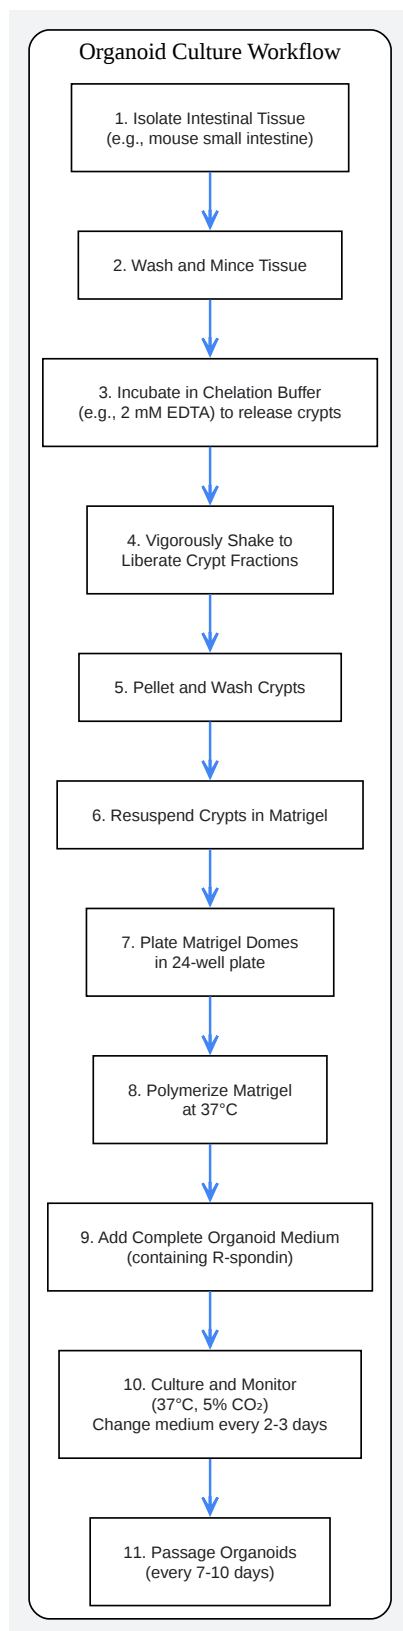 Organoid Culture Workflow
1. Isolate Intestinal Tissue
(e.g., mouse small intestine)
2. Wash and Mince Tissue
3. Incubate in Chelation Buffer
(e.g., 2 mM EDTA) to release crypts
4. Vigorously Shake to
Liberate Crypt Fractions
5. Pellet and Wash Crypts
6. Resuspend Crypts in Matrigel
7. Plate Matrigel Domes
in 24-well plate
8. Polymerize Matrigel
at 37°C
9. Add Complete Organoid Medium
(containing R-spondin)
10. Culture and Monitor
(37°C, 5% CO₂)
Change medium every 2-3 days
11. Passage Organoids
(every 7-10 days)